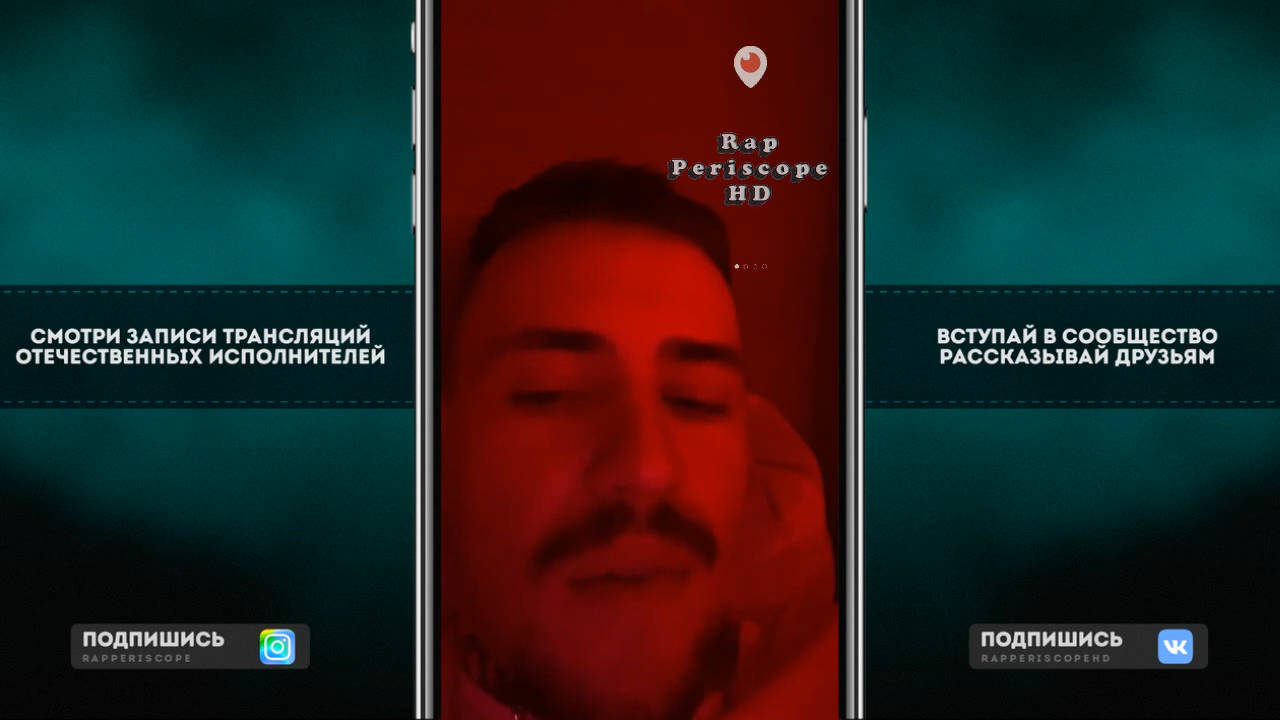 Rap
Periscope
HD
СМОТРИ ЗАПИСИ ТРАНСЛЯЦИЙ
ОТЕЧЕСТВЕННЫХ ИСПОЛНИТЕЛЕЙ
ВСТУПАЙ В СООБЩЕСТВО
РАССКАЗЫВАЙ ДРУЗЬЯМ
ПОДПИШИСЬ
RAPPERISCOPE
ПОДПИШИСЬ
RAPPERISCOPEHD